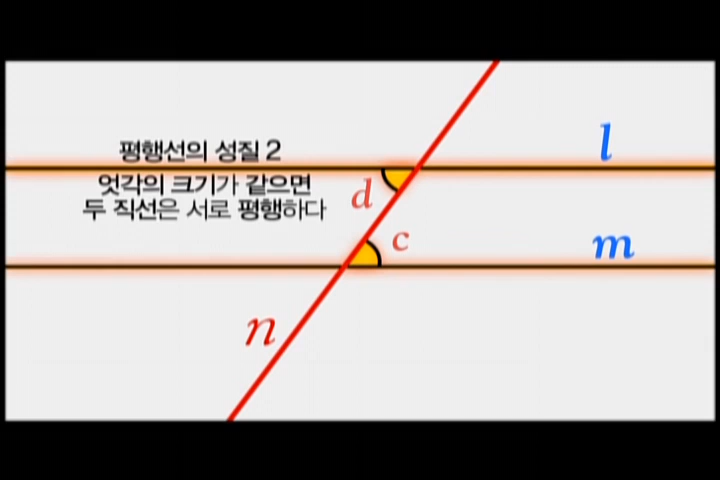 평행선의 성질 2
l
엇각의 크기가 같으면
d
두 직선은 서로 평행하다
c
m
n